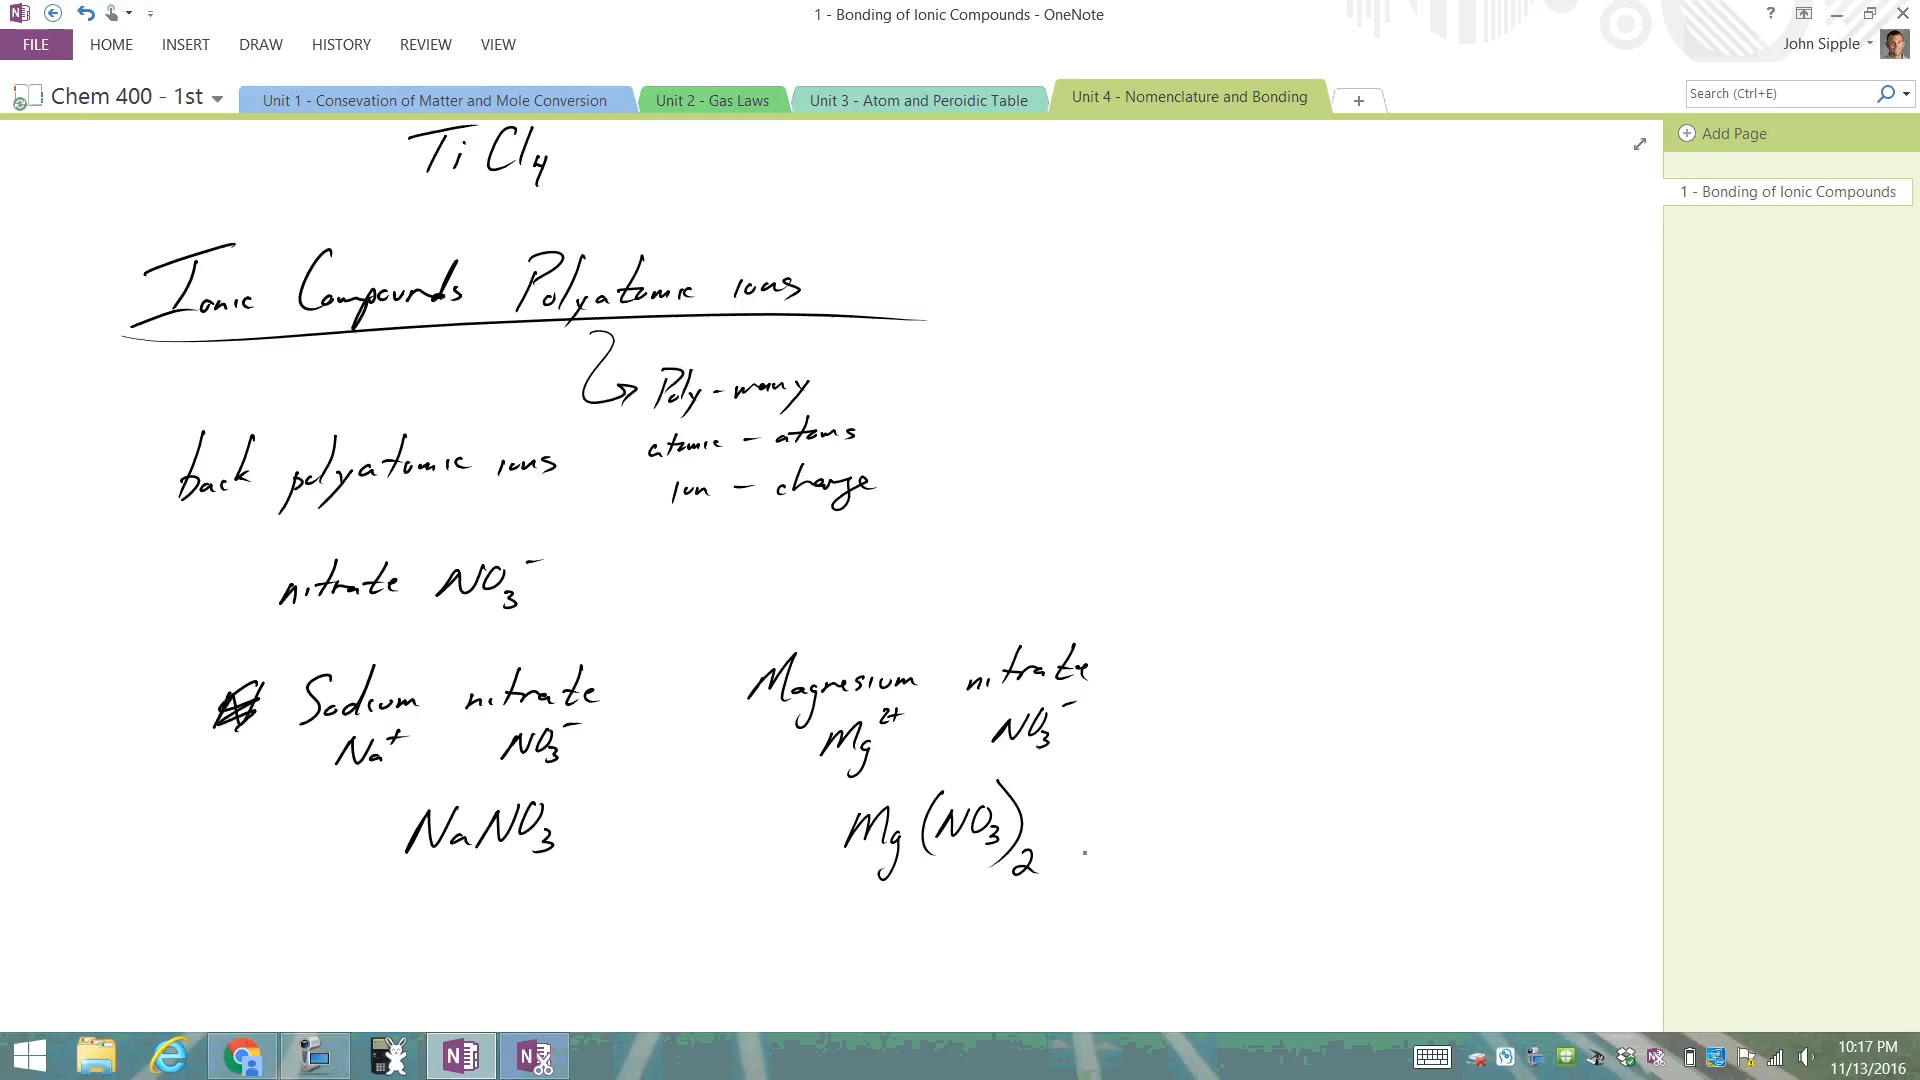 1 - Bonding of Ionic Compounds - OneNote
?
FILE HOME INSERT DRAW HISTORY REVIEW VIEW
John Sipple
Chem 400 - 1st
Unit 1 - Consevation of Matter and Mole Conversion
Unit 2 - Gas Laws
Unit 3 - Atom and Peroidic Table
Unit 4 - Nomenclature and Bonding
+
Search (Ctrl+E)
Add Page
1 - Bonding of Ionic Compounds
TiCl₄
Ionic Compounds Polyatomic ions
Poly - many
atomic - atoms
ion - charge
back polyatomic ions
nitrate NO₃⁻
Sodium nitrate
Na⁺ NO₃⁻
NaNO₃
Magnesium nitrate
Mg²⁺ NO₃⁻
Mg(NO₃)₂
10:17 PM
11/13/2016